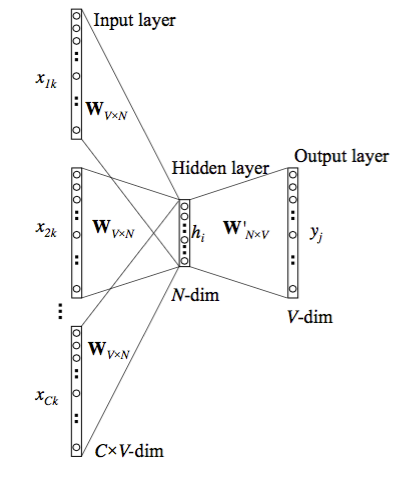 Input layer
x1k
WV×N
Hidden layer
Output layer
x2k
WV×N
hi
W'N×V
yj
N-dim
V-dim
WV×N
xCk
C×V-dim